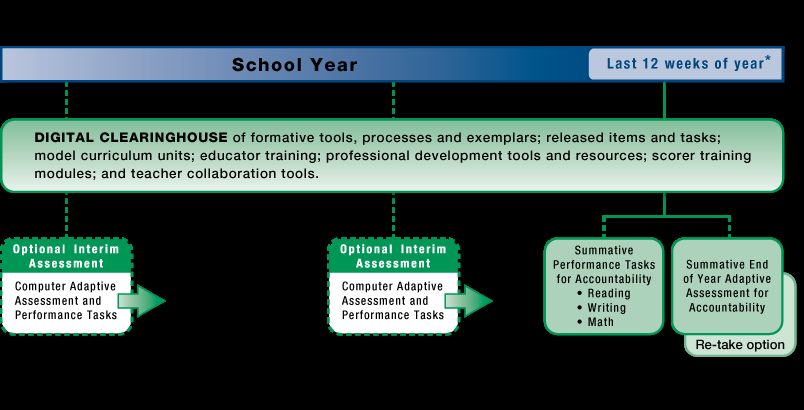 School Year
Last 12 weeks of year*
DIGITAL CLEARINGHOUSE of formative tools, processes and exemplars; released items and tasks;
model curriculum units; educator training; professional development tools and resources; scorer training
modules; and teacher collaboration tools.
Optional Interim
Assessment
Computer Adaptive
Assessment and
Performance Tasks
Optional Interim
Assessment
Computer Adaptive
Assessment and
Performance Tasks
Summative
Performance Tasks
for Accountability
• Reading
• Writing
• Math
Summative End
of Year Adaptive
Assessment for
Accountability
Re-take option